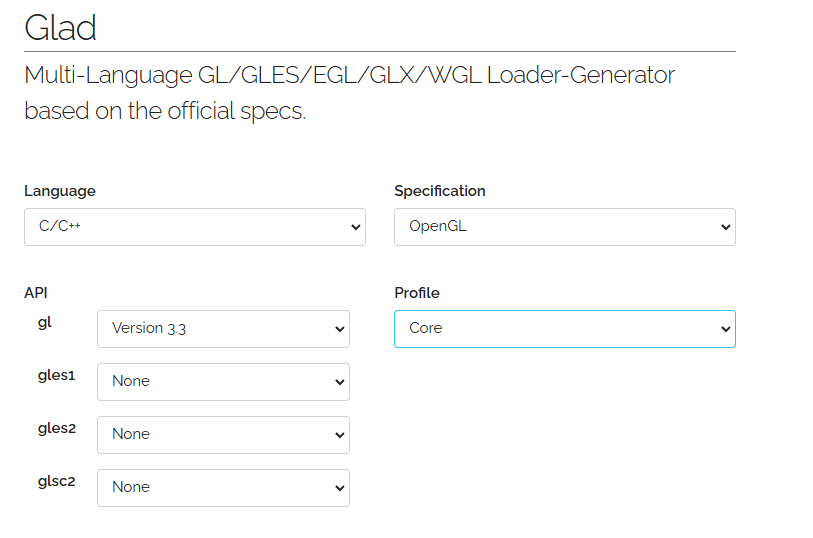 Glad
Multi-Language GL/GLES/EGL/GLX/WGL Loader-Generator
based on the official specs.
Language
Specification
C/C++
OpenGL
API
Profile
gl
Version 3.3
Core
gles1
None
gles2
None
glsc2
None